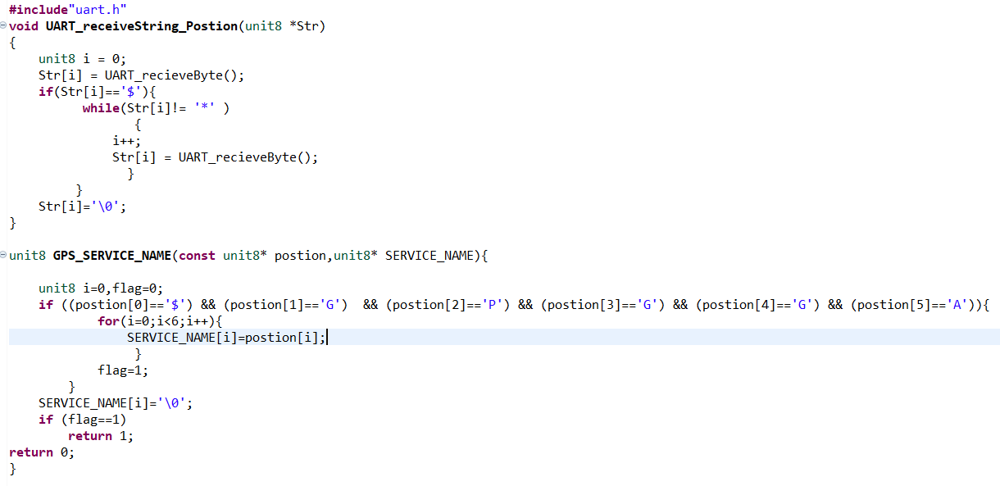 #include"uart.h"
void UART_receiveString_Postion(unit8 *Str)
{
    unit8 i = 0;
    Str[i] = UART_recieveByte();
    if(Str[i]=='$'){
          while(Str[i]!= '*' )
                 {
              i++;
              Str[i] = UART_recieveByte();
                }
         }
    Str[i]='\0';
}

unit8 GPS_SERVICE_NAME(const unit8* postion,unit8* SERVICE_NAME){

    unit8 i=0,flag=0;
    if ((postion[0]=='$') && (postion[1]=='G')  && (postion[2]=='P') && (postion[3]=='G') && (postion[4]=='G') && (postion[5]=='A')){
            for(i=0;i<6;i++){
                SERVICE_NAME[i]=postion[i];
                 }
            flag=1;
        }
    SERVICE_NAME[i]='\0';
    if (flag==1)
        return 1;
return 0;
}